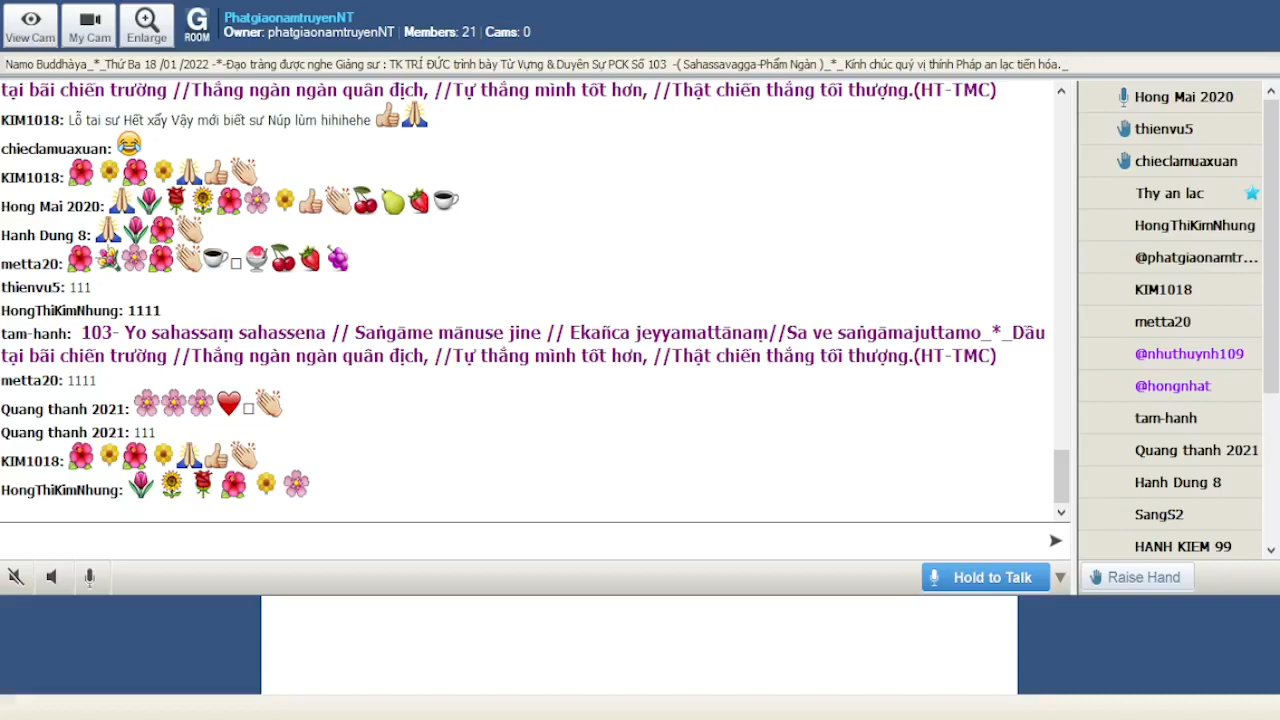 View Cam
My Cam
Enlarge
G
ROOM
PhatgiaonamtruyenNT
Owner: phatgiaonamtruyenNT | Members: 21 | Cams: 0
Namo Buddhàya_*_Thứ Ba 18 /01 /2022 -*-Đạo tràng được nghe Giảng sư : TK TRÍ ĐỨC trình bày Từ Vựng & Duyên Sự PCK Số 103 -( Sahassavagga-Phẩm Ngàn )_*_Kính chúc quý vị thính Pháp an lạc tiến hóa._
tại bãi chiến trường //Thắng ngàn ngàn quân địch, //Tự thắng mình tốt hơn, //Thật chiến thắng tối thượng.(HT-TMC)
KIM1018: Lỗ tai sư Hết xẩy Vậy mới biết sư Núp lùm hihihehe 👍🙏
chieclamuaxuan: 😂
KIM1018: 🌺🌼🌺🌼🙏👍👏
Hong Mai 2020: 🙏🌷🌹🌻🌺🌸🌼👍👏🍒🍐🍓☕
Hanh Dung 8: 🙏🌷🌺👏
metta20: 🌺💐🌸🌺👏☕□🍨🍒🍓🍇
thienvu5: 111
HongThiKimNhung: 1111
tam-hanh: 103- Yo sahassaṃ sahassena // Saṅgāme mānuse jine // Ekañca jeyyamattānaṃ//Sa ve saṅgāmajuttamo_*_Dầu
tại bãi chiến trường //Thắng ngàn ngàn quân địch, //Tự thắng mình tốt hơn, //Thật chiến thắng tối thượng.(HT-TMC)
metta20: 1111
Quang thanh 2021: 🌸🌸🌸❤□👏
Quang thanh 2021: 111
KIM1018: 🌺🌼🌺🌼🙏👍👏
HongThiKimNhung: 🌷🌻🌹🌺🌼🌸
Hold to Talk
Hong Mai 2020
thienvu5
chieclamuaxuan
Thy an lac
HongThiKimNhung
@phatgiaonamtr...
KIM1018
metta20
@nhuthuynh109
@hongnhat
tam-hanh
Quang thanh 2021
Hanh Dung 8
SangS2
HANH KIEM 99
Raise Hand